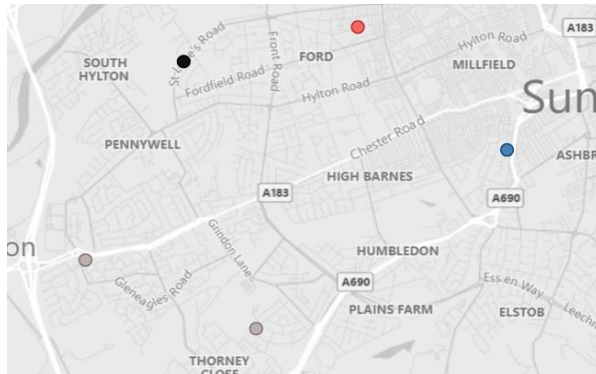 A183
St-Luke's Road
Front Road
FORD
Hylton Road
MILLFIELD
SOUTH
HYLTON
Fordfield Road
Hylton Road
Sun
Chester Road
PENNYWELL
ASHBR
HIGH BARNES
A183
A690
Grindon Lane
on
HUMBLEDON
Gleneagles Road
A690
Essen Way
PLAINS FARM
ELSTOB
Leechm
THORNEY
CLOSE